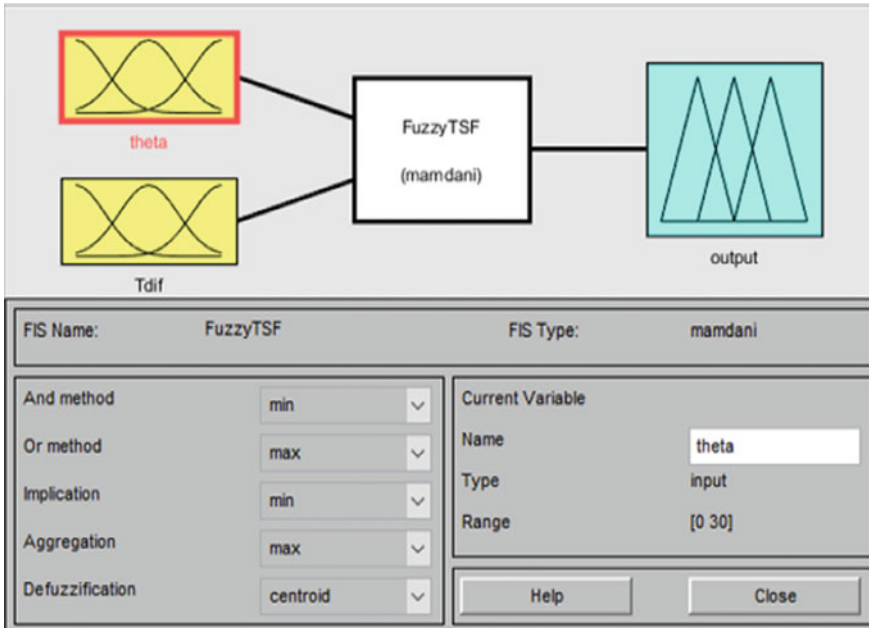 theta
FuzzyTSF
(mamdani)
Tdif
output
FIS Name: FuzzyTSF FIS Type: mamdani
And method min
Or method max
Implication min
Aggregation max
Defuzzification centroid
Current Variable
Name theta
Type input
Range [0 30]
Help Close